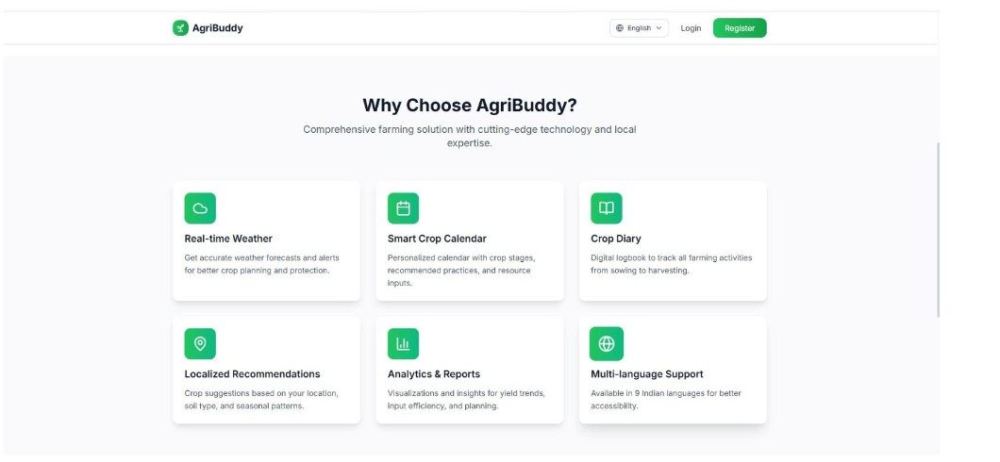 AgriBuddy
English
Login
Register
Why Choose AgriBuddy?
Comprehensive farming solution with cutting-edge technology and local
expertise.
Real-time Weather
Get accurate weather forecasts and alerts
for better crop planning and protection.
Smart Crop Calendar
Personalized calendar with crop stages,
recommended practices, and resource
inputs.
Crop Diary
Digital logbook to track all farming activities
from sowing to harvesting.
Localized Recommendations
Crop suggestions based on your location,
soil type, and seasonal patterns.
Analytics & Reports
Visualizations and insights for yield trends,
input efficiency, and planning.
Multi-language Support
Available in 9 Indian languages for better
accessibility.